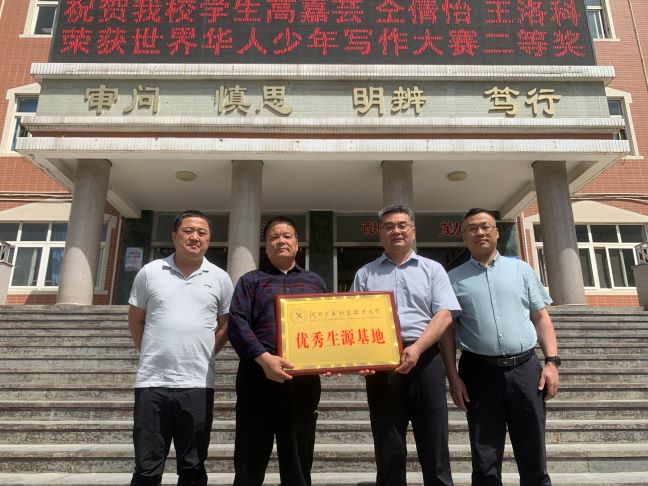 祝贺我校学生高嘉芸 仝倩怡 王浩科
荣获世界华人少年写作大赛三等奖
审问 慎思 明辨 笃行
优秀生源基地